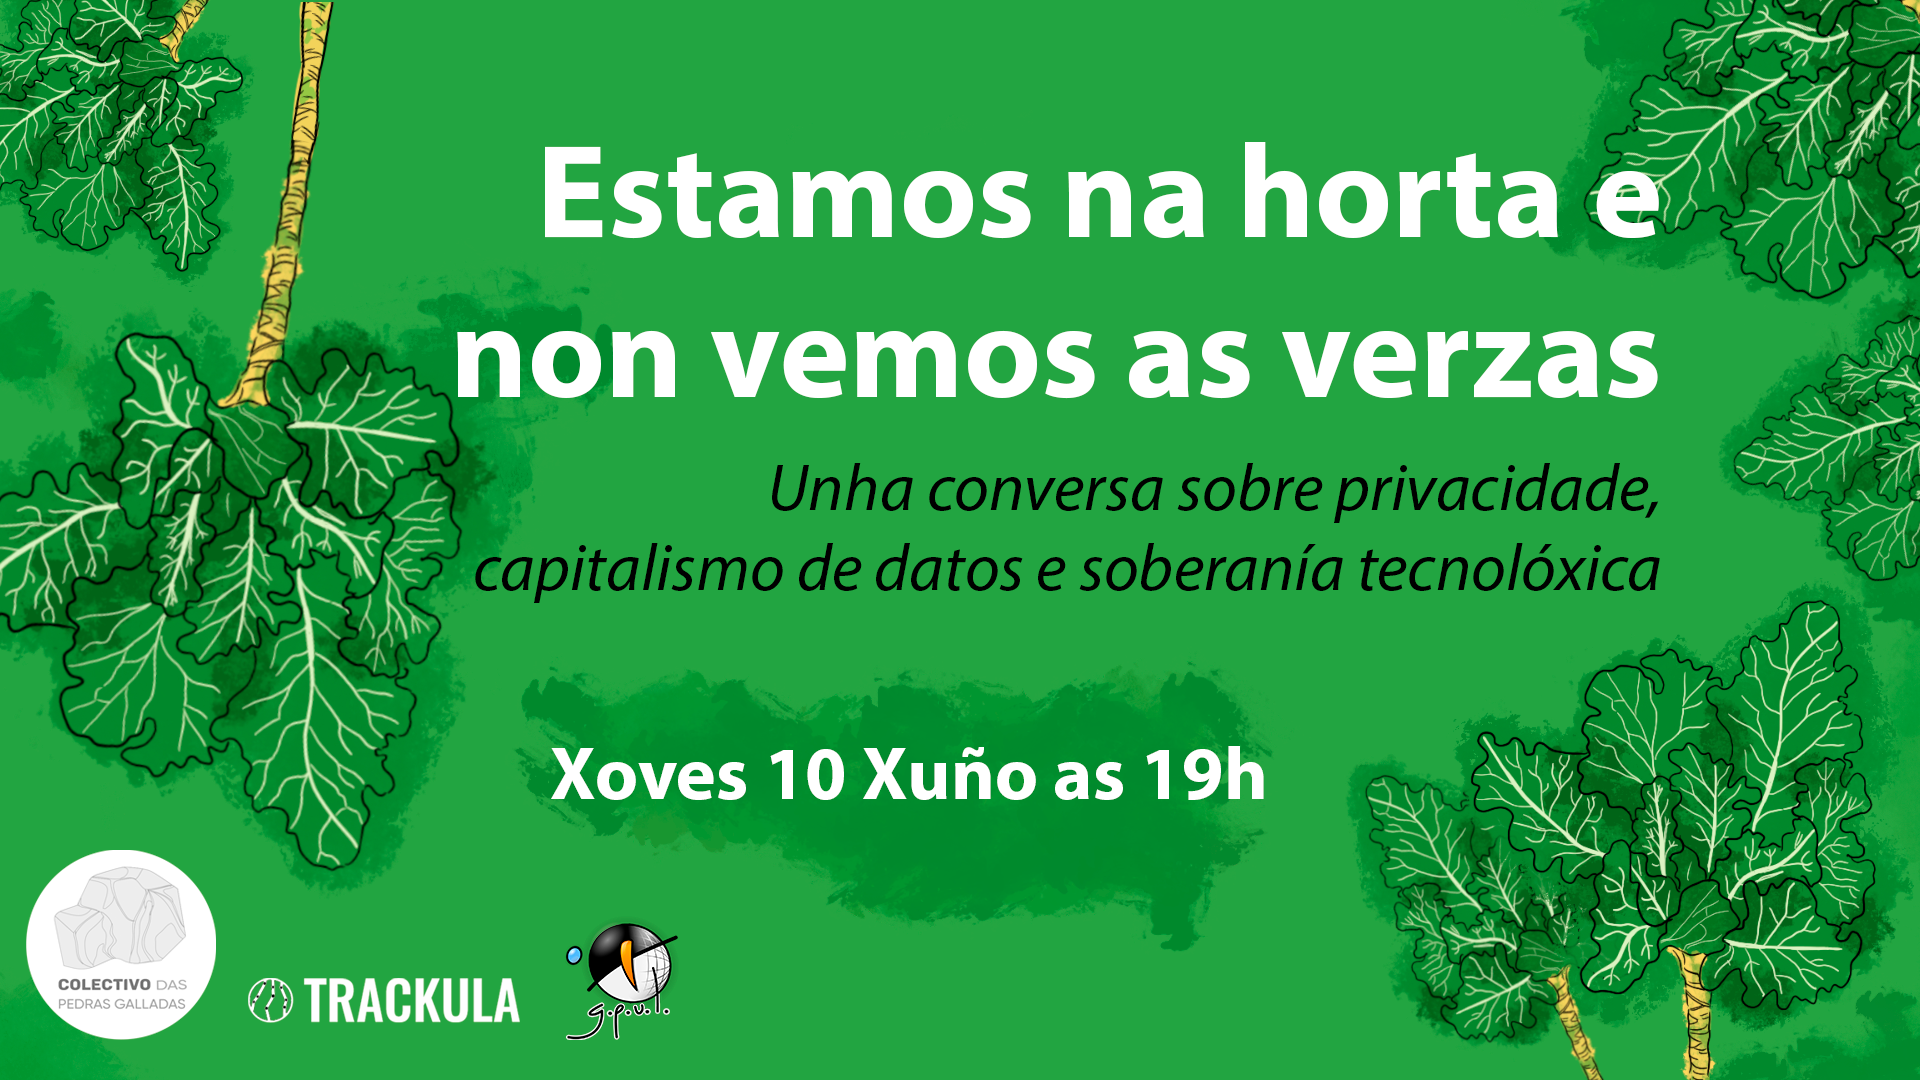 Estamos na horta e
non vemos as verzas
Unha conversa sobre privacidade,
capitalismo de datos e soberanía tecnolóxica
Xoves 10 Xuño as 19h
COLECTIVO DAS
PEDRAS GALLADAS
TRACKULA
g.p.u.l.